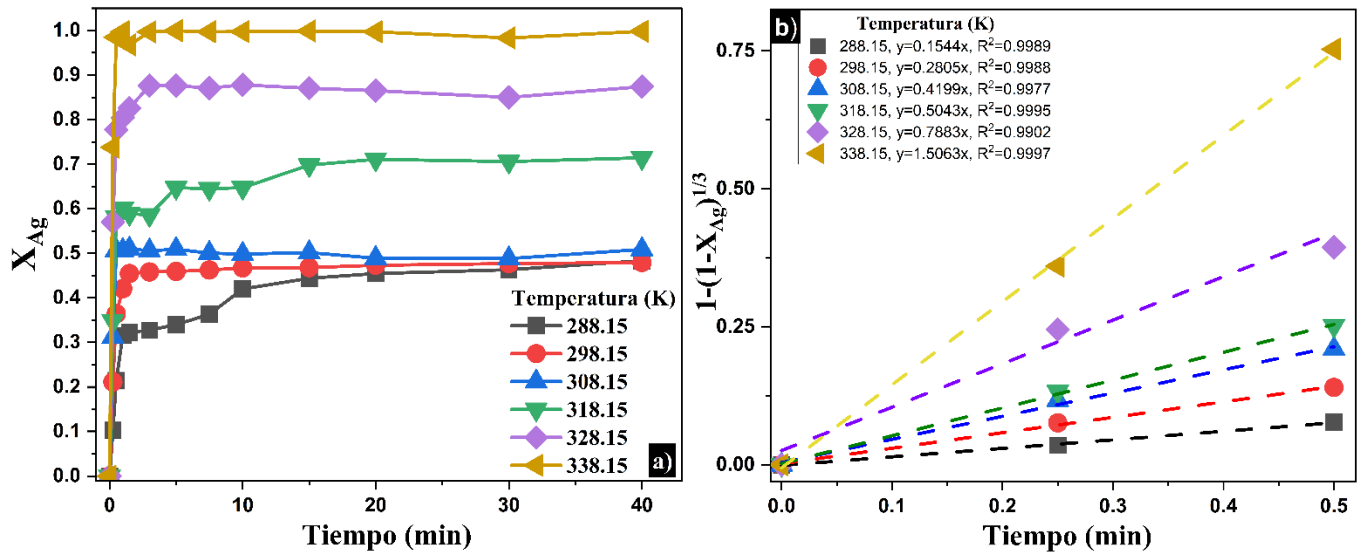 1.0
0.9
0.8
0.7
0.6
0.5
0.4
0.3
0.2
0.1
0.0
X_Ag
0
10
20
30
40
Tiempo (min)
Temperatura (K)
288.15
298.15
308.15
318.15
328.15
338.15
a)
b)
Temperatura (K)
288.15, y=0.1544x, R²=0.9989
298.15, y=0.2805x, R²=0.9988
308.15, y=0.4199x, R²=0.9977
318.15, y=0.5043x, R²=0.9995
328.15, y=0.7883x, R²=0.9902
338.15, y=1.5063x, R²=0.9997
0.75
0.50
0.25
0.00
1-(1-X_Ag)^1/3
0.0
0.1
0.2
0.3
0.4
0.5
Tiempo (min)